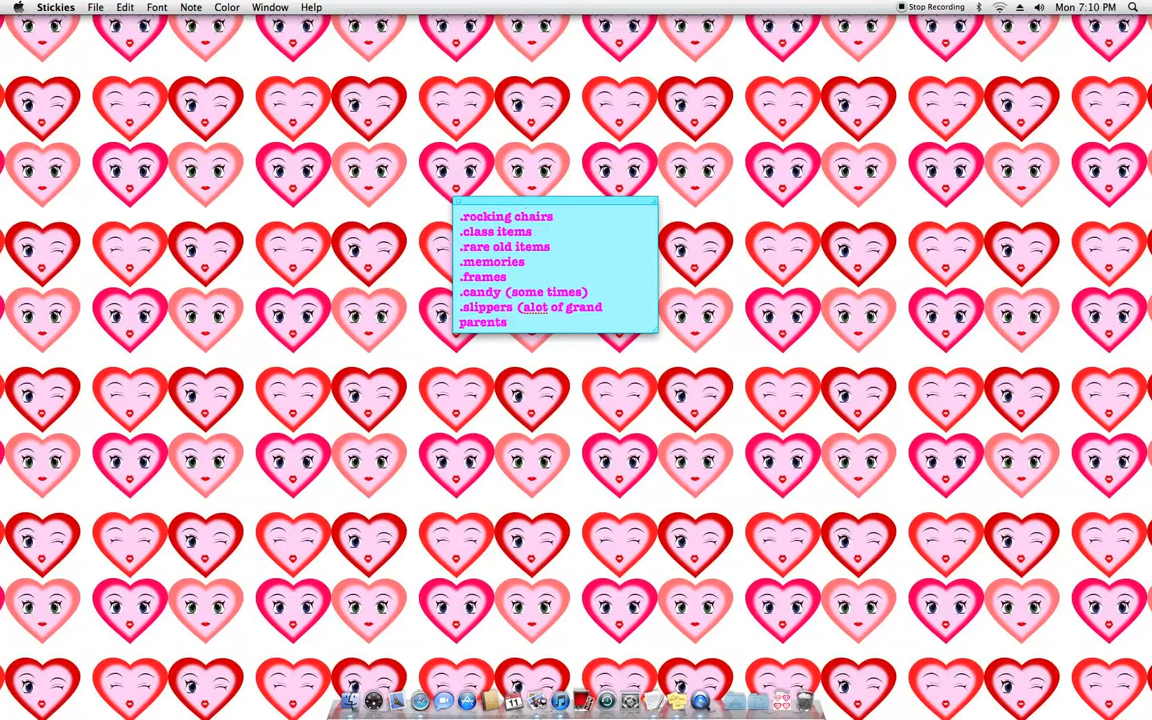 Stickies File Edit Font Note Color Window Help Stop Recording Mon 7:10 PM
.rocking chairs
.class items
.rare old items
.memories
.frames
.candy (some times)
.slippers (alot of grand
parents
11